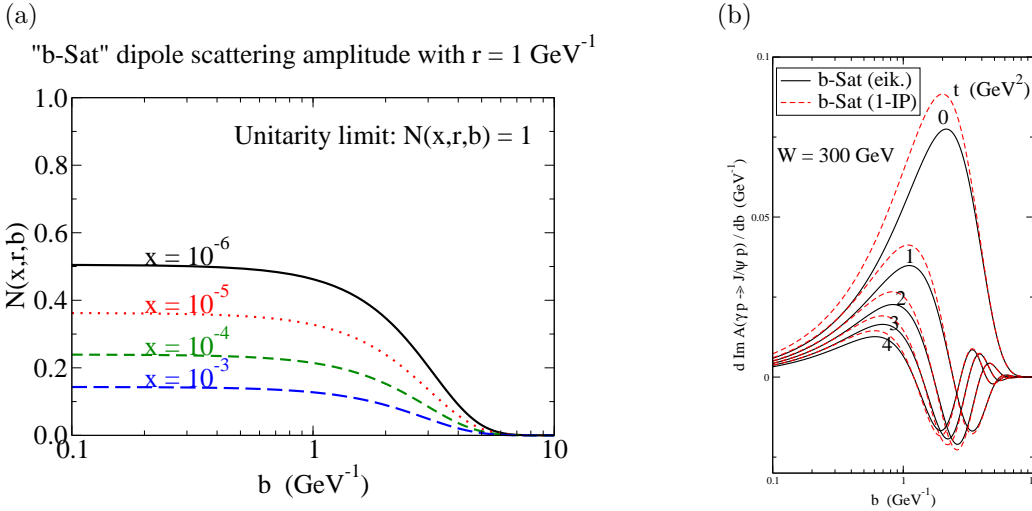 (a)
"b-Sat" dipole scattering amplitude with r = 1 GeV⁻¹
1.0
Unitarity limit: N(x,r,b) = 1
0.8
0.6
x = 10⁻⁶
0.4
x = 10⁻⁵
x = 10⁻⁴
0.2
x = 10⁻³
0.0
N(x,r,b)
0.1
1
10
b (GeV⁻¹)
(b)
0.1
b-Sat (eik.)
b-Sat (1-IP)
t (GeV²)
0
W = 300 GeV
0.05
1
2
3
4
0
d Im A(γ p -> J/ψ p) / db (GeV⁻¹)
0.1
1
b (GeV⁻¹)